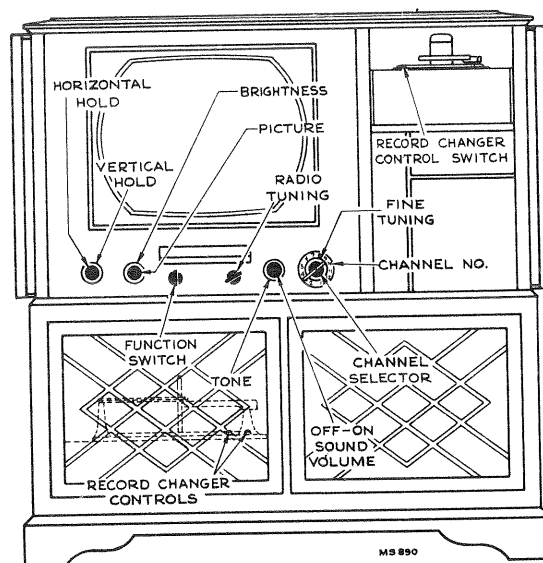 HORIZONTAL
HOLD
BRIGHTNESS
PICTURE
VERTICAL
HOLD
RADIO
TUNING
RECORD CHANGER
CONTROL SWITCH
FINE
TUNING
CHANNEL NO.
FUNCTION
SWITCH
TONE
CHANNEL
SELECTOR
OFF-ON
SOUND
VOLUME
RECORD CHANGER
CONTROLS
MS 890